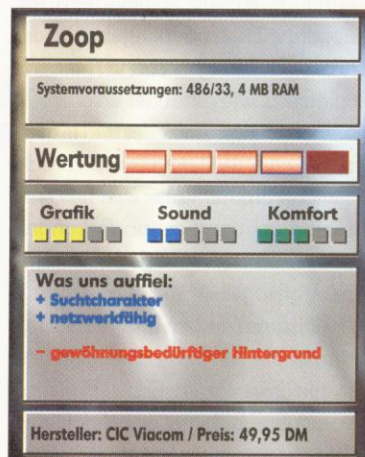 Zoop
Systemvoraussetzungen: 486/33, 4 MB RAM
Wertung
Grafik Sound Komfort
Was uns auffiel:
+ Suchtcharakter
+ netzwerkfähig
– gewöhnungsbedürftiger Hintergrund
Hersteller: CIC Viacom / Preis: 49,95 DM